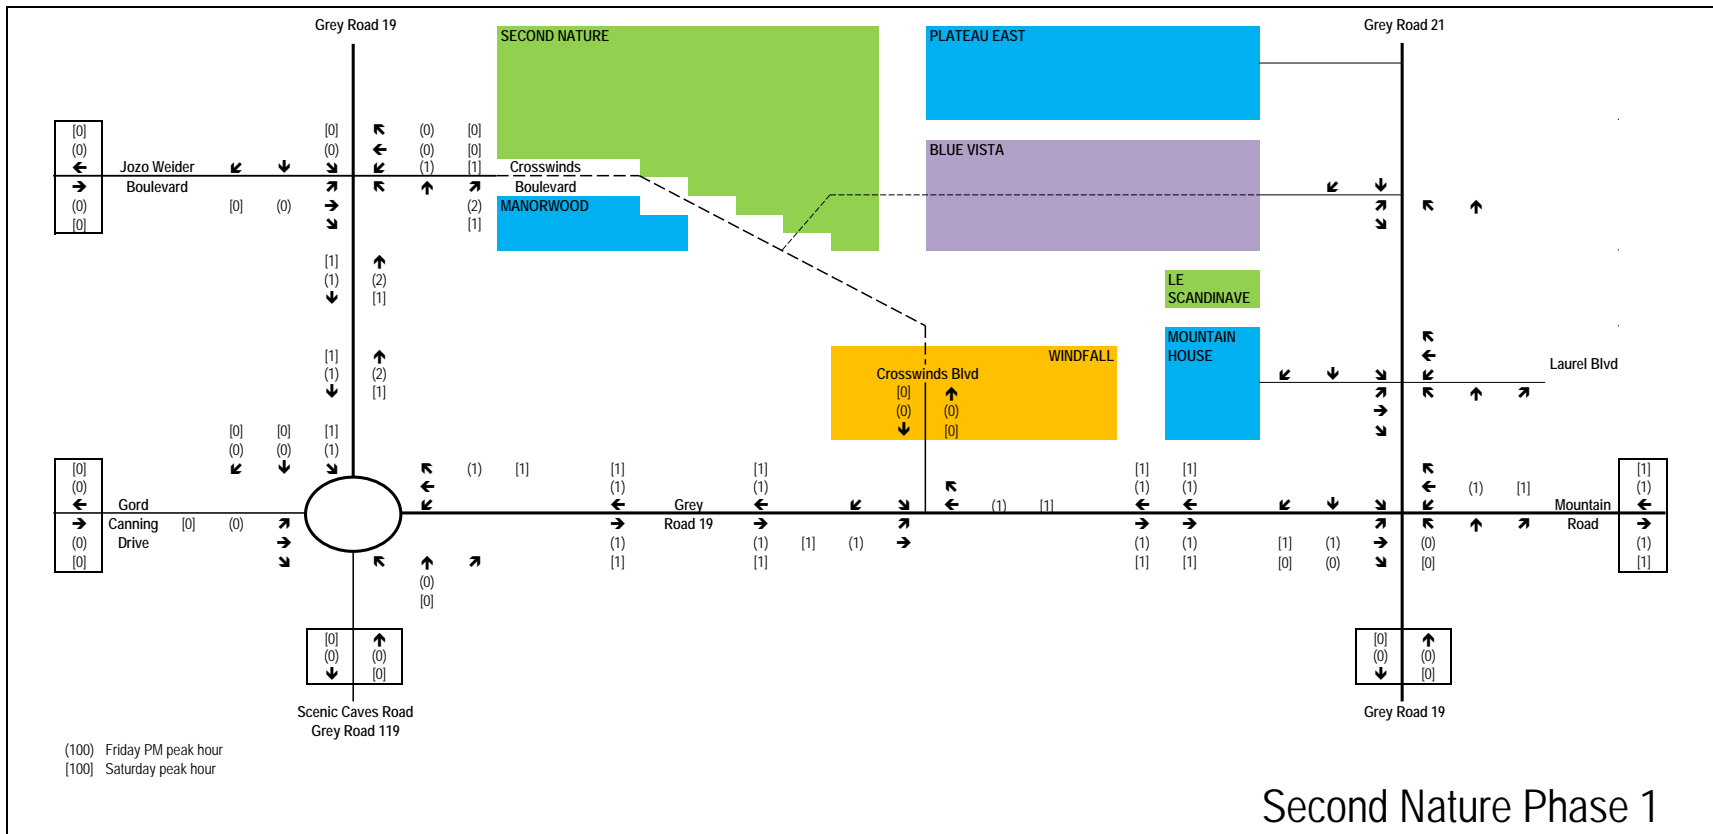 Grey Road 19
Grey Road 21
SECOND NATURE
PLATEAU EAST
[0] [0] ↖ (0) [0]
(0) (0) ← (0) [0]
← Jozo Weider ↙ ↓ ↘ ↙ (1) [1] Crosswinds
BLUE VISTA
→ Boulevard ↗ ↖ ↑ ↗ Boulevard
↙ ↓
(0) [0] (0) → (2) MANORWOOD
↗ ↖ ↑
[0] ↘ [1]
↘
[1] ↑
(1) (2)
↓ [1]
LE
SCANDINAVE
MOUNTAIN
HOUSE
↖
[1] ↑ WINDFALL ←
(1) (2) Crosswinds Blvd ↙ ↓ ↘ ↙ Laurel Blvd
↓ [1] [0] ↑ ↗ ↖ ↑ ↗
(0) (0) →
↓ [0] ↘
[0] [0] [1]
(0) (0) (1)
[0] ↙ ↓ ↘ ↖ (1) [1] [1] [1] [1] [1] ↖ [1]
(0) ← (1) (1) ↖ (1) (1) ← (1) [1] (1)
← Gord ↙ ← Grey ← ↙ ↘ ← (1) [1] ← ← ↙ ↓ ↘ ↙ Mountain ←
→ Canning [0] (0) ↗ → Road 19 → ↗ → → ↗ ↖ ↑ ↗ Road →
(0) Drive → (1) (1) [1] (1) → (1) (1) [1] (1) → (0) (1)
[0] ↘ ↖ ↑ ↗ [1] [1] [1] [1] [0] (0) ↘ [0] [1]
(0)
[0]
[0] ↑ [0] ↑
(0) (0) (0) (0)
↓ [0] ↓ [0]
Scenic Caves Road
Grey Road 119
Grey Road 19
(100) Friday PM peak hour
[100] Saturday peak hour
Second Nature Phase 1